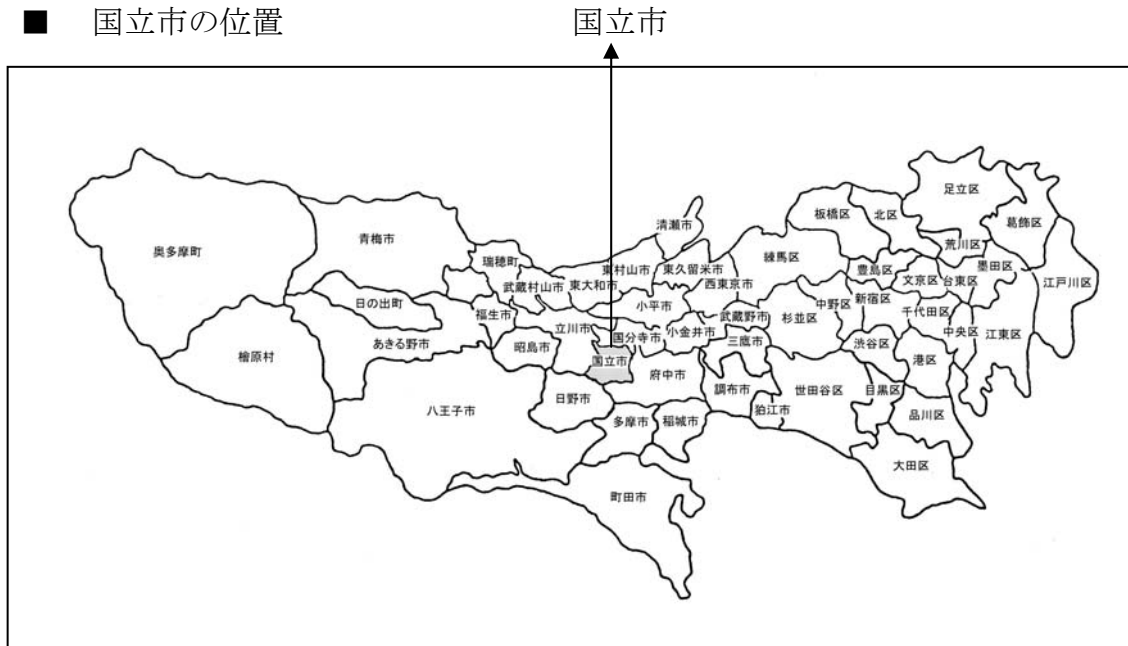 ■ 国立市の位置
国立市
足立区
板橋区
北区
葛飾区
清瀬市
荒川区
奥多摩町
青梅市
瑞穂町
東村山市
東久留米市
練馬区
豊島区
文京区
台東区
墨田区
江戸川区
武蔵村山市
東大和市
西東京市
日の出町
福生市
小平市
武蔵野市
杉並区
中野区
新宿区
千代田区
中央区
江東区
あきる野市
昭島市
立川市
国分寺市
小金井市
三鷹市
渋谷区
港区
檜原村
国立市
府中市
調布市
世田谷区
目黒区
八王子市
日野市
多摩市
稲城市
狛江市
品川区
大田区
町田市